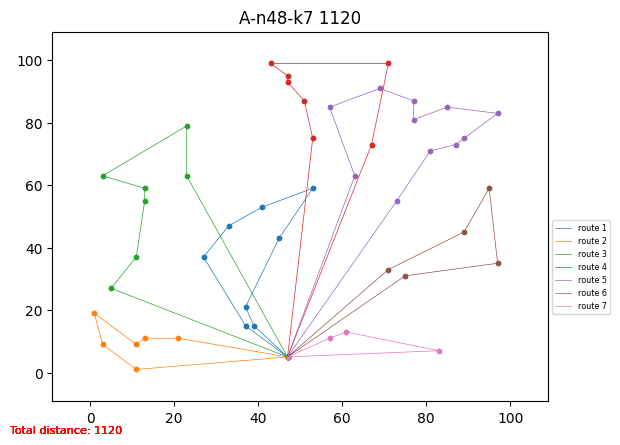 A-n48-k7 1120
100
80
60
40
20
0
0 20 40 60 80 100
route 1
route 2
route 3
route 4
route 5
route 6
route 7
Total distance: 1120